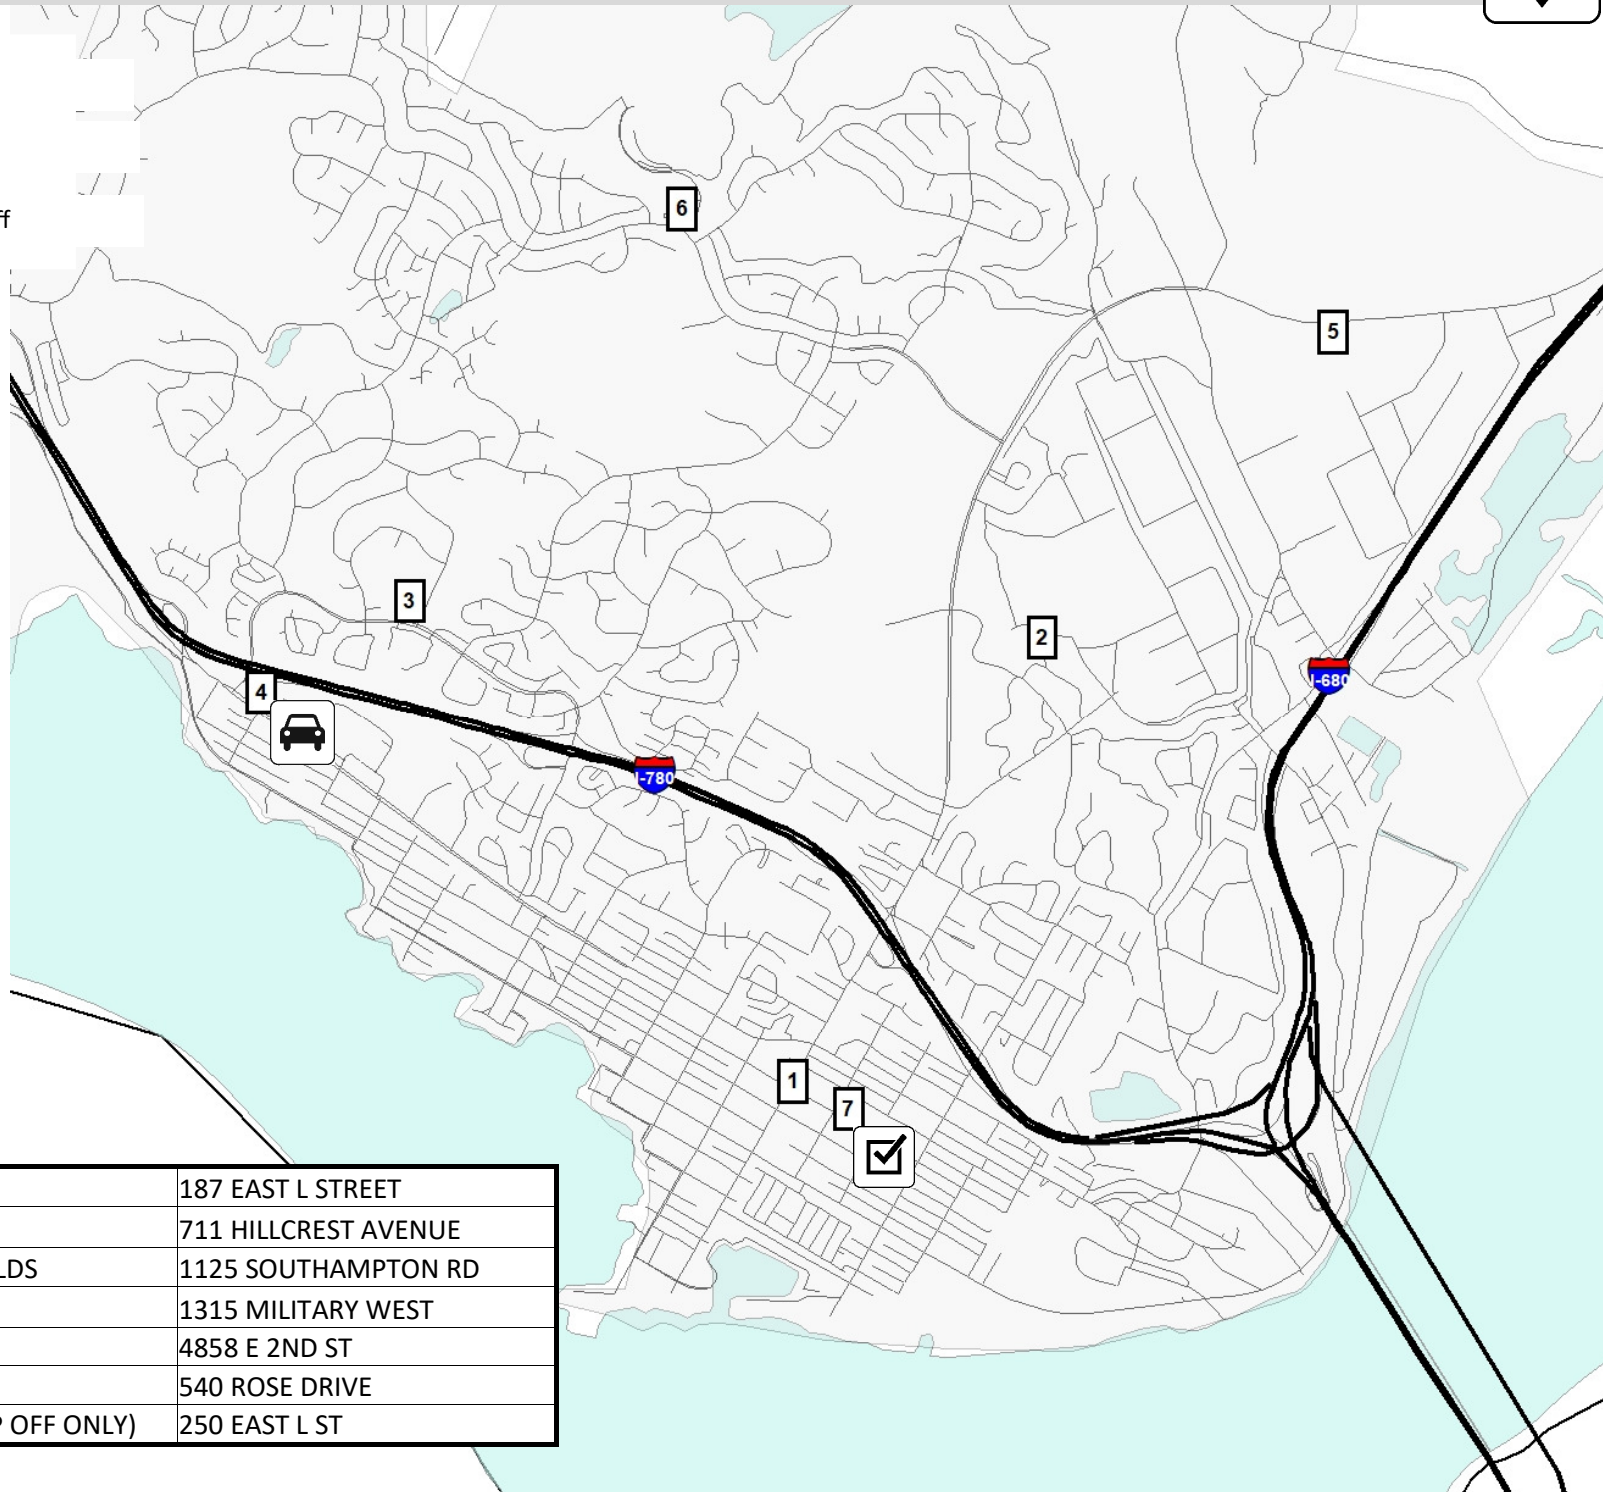 ff
6
5
3
2
I-680
4
I-780
1
7
187 EAST L STREET
711 HILLCREST AVENUE
LDS 1125 SOUTHAMPTON RD
1315 MILITARY WEST
4858 E 2ND ST
540 ROSE DRIVE
P OFF ONLY) 250 EAST L ST